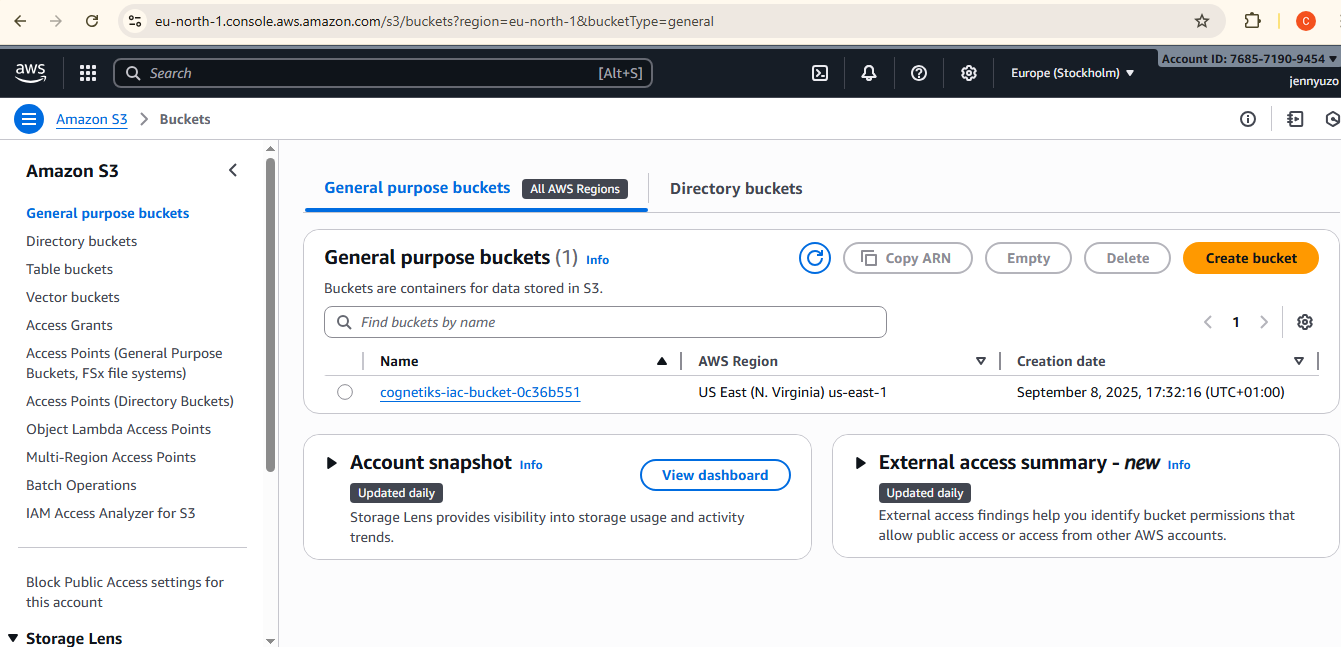 eu-north-1.console.aws.amazon.com/s3/buckets?region=eu-north-1&bucketType=general
C
aws
Search
[Alt+S]
Europe (Stockholm)
Account ID: 7685-7190-9454
jennyuzo
Amazon S3
Buckets
Amazon S3
General purpose buckets
Directory buckets
Table buckets
Vector buckets
Access Grants
Access Points (General Purpose
Buckets, FSx file systems)
Access Points (Directory Buckets)
Object Lambda Access Points
Multi-Region Access Points
Batch Operations
IAM Access Analyzer for S3
Block Public Access settings for
this account
Storage Lens
General purpose buckets All AWS Regions
Directory buckets
General purpose buckets (1) Info
Copy ARN
Empty
Delete
Create bucket
Buckets are containers for data stored in S3.
Find buckets by name
1
Name AWS Region Creation date
cognetiks-iac-bucket-0c36b551 US East (N. Virginia) us-east-1 September 8, 2025, 17:32:16 (UTC+01:00)
Account snapshot Info
Updated daily
View dashboard
Storage Lens provides visibility into storage usage and activity
trends.
External access summary - new Info
Updated daily
External access findings help you identify bucket permissions that
allow public access or access from other AWS accounts.